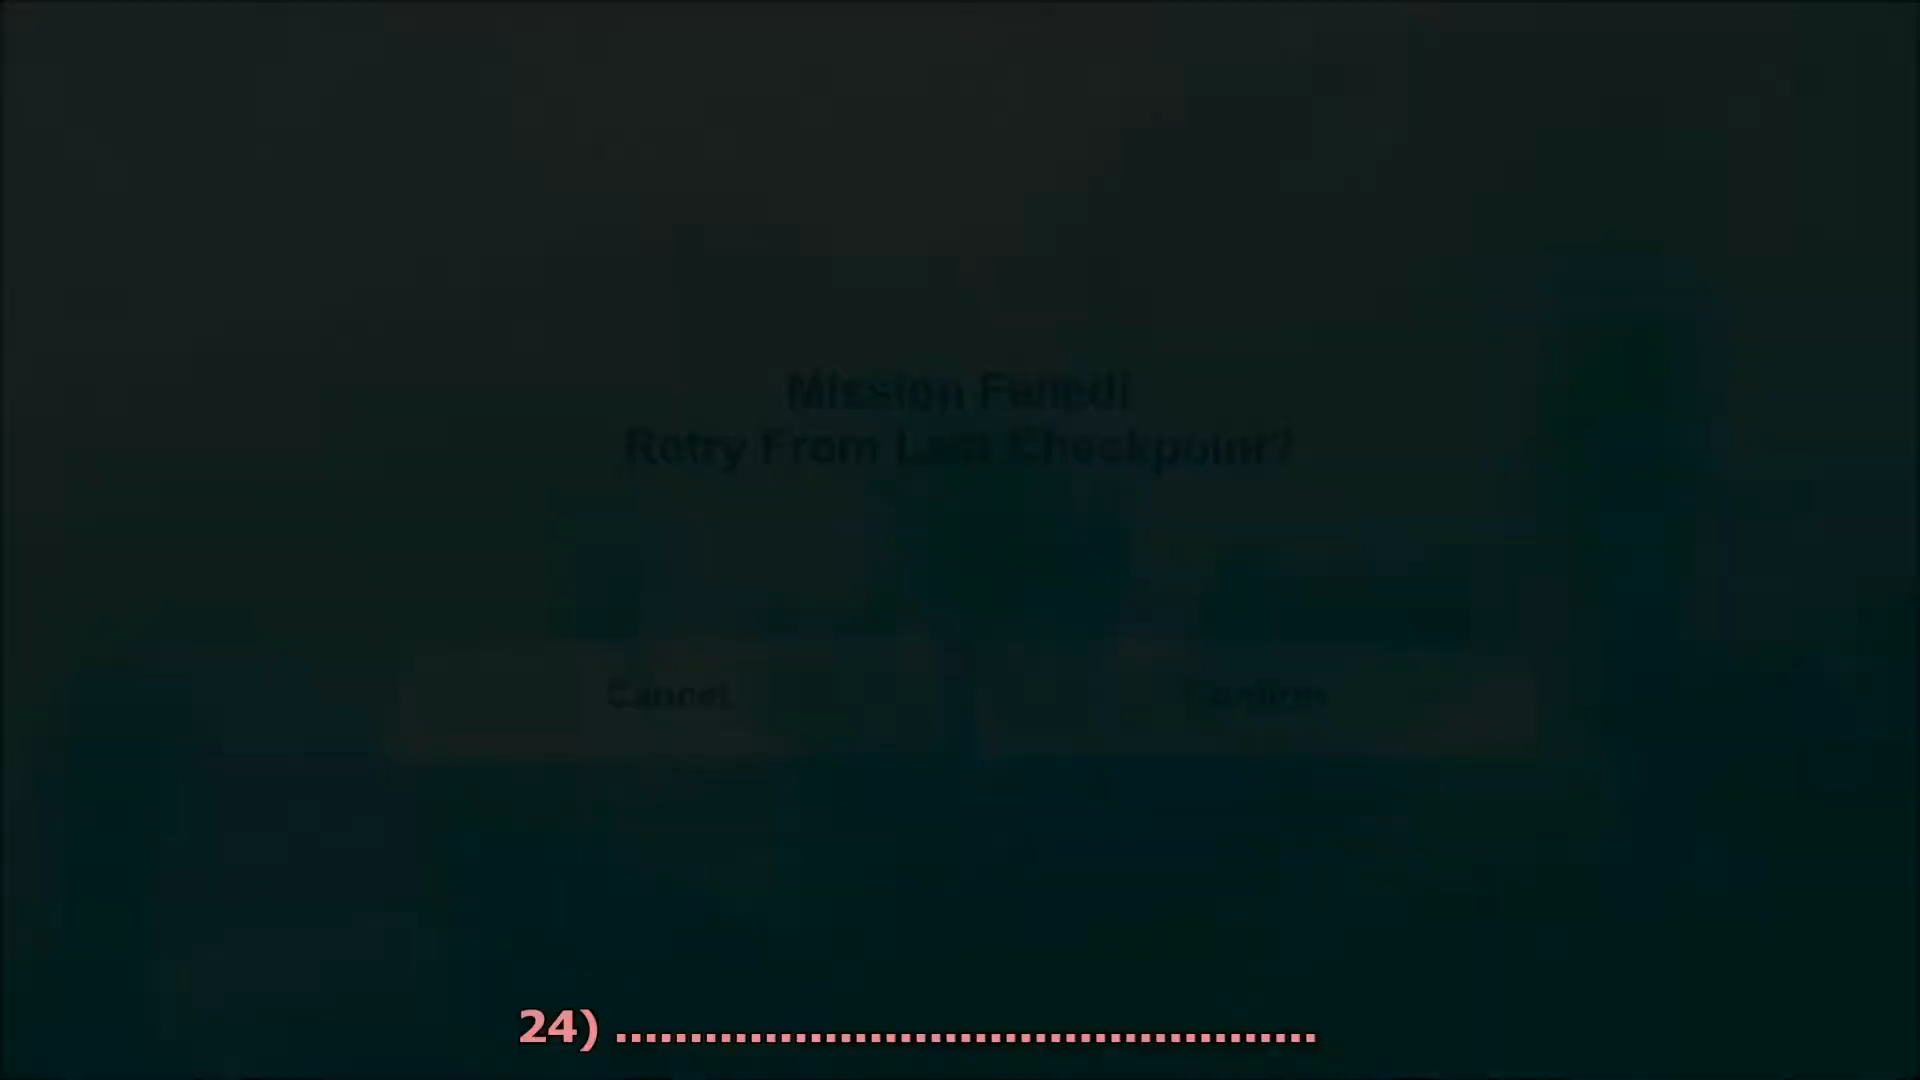 Mission Failed!
Retry From Last Checkpoint?
Cancel
Confirm
24) ...............................................